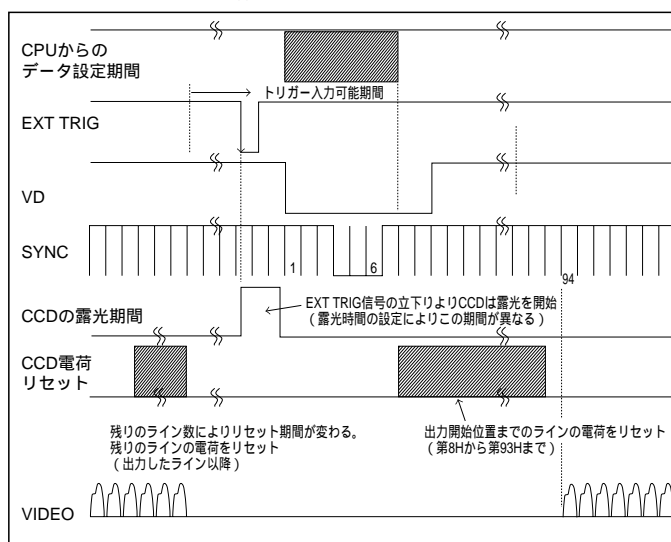 CPUからの
データ設定期間
トリガー入力可能期間
EXT TRIG
VD
SYNC
1
6
94
CCDの露光期間
EXT TRIG信号の立下りよりCCDは露光を開始
（露光時間の設定によりこの期間が異なる）
CCD電荷
リセット
残りのライン数によりリセット期間が変わる。
残りのラインの電荷をリセット
（出力したライン以降）
出力開始位置までのラインの電荷をリセット
（第8Hから第93Hまで）
VIDEO